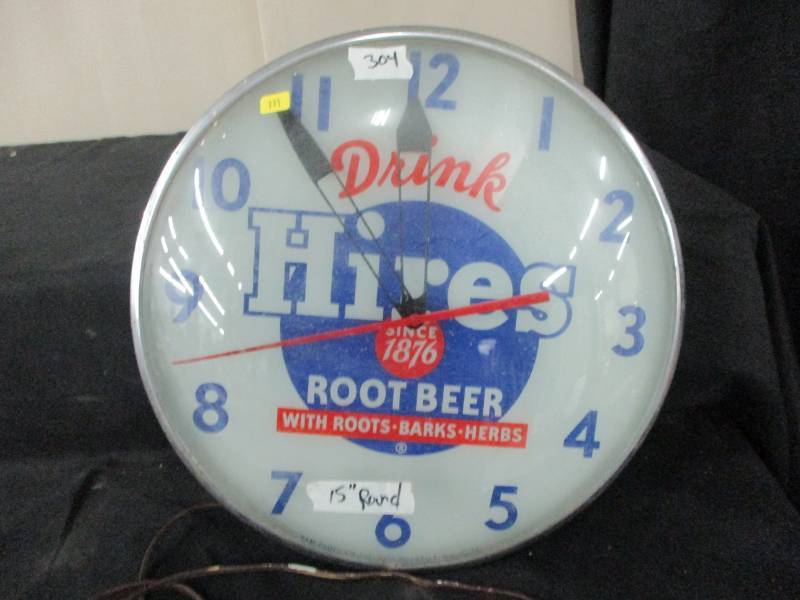 304
12
111
11
1
Drink
10
2
Hires
9
3
SINCE
1876
8
ROOT BEER
WITH ROOTS·BARKS·HERBS
®
4
7
15" Round
5
6